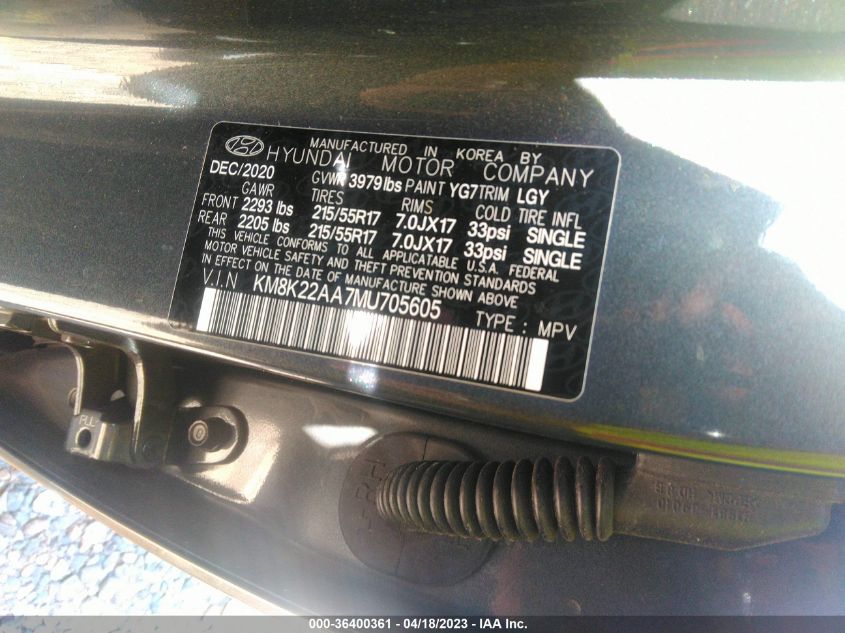 MANUFACTURED IN KOREA BY
HYUNDAI MOTOR COMPANY
DEC/2020 GVWR 3979 lbs PAINT YG7 TRIM LGY
GAWR TIRES RIMS COLD TIRE INFL
FRONT 2293 lbs 215/55R17 7.0JX17 33psi SINGLE
REAR 2205 lbs 215/55R17 7.0JX17 33psi SINGLE
THIS VEHICLE CONFORMS TO ALL APPLICATABLE U.S.A. FEDERAL
MOTOR VEHICLE SAFETY AND THEFT PREVENTION STANDARDS
IN EFFECT ON THE DATE OF MANUFACTURE SHOWN ABOVE
V.I.N KM8K22AA7MU705605
TYPE : MPV
000-36400361 - 04/18/2023 - IAA Inc.